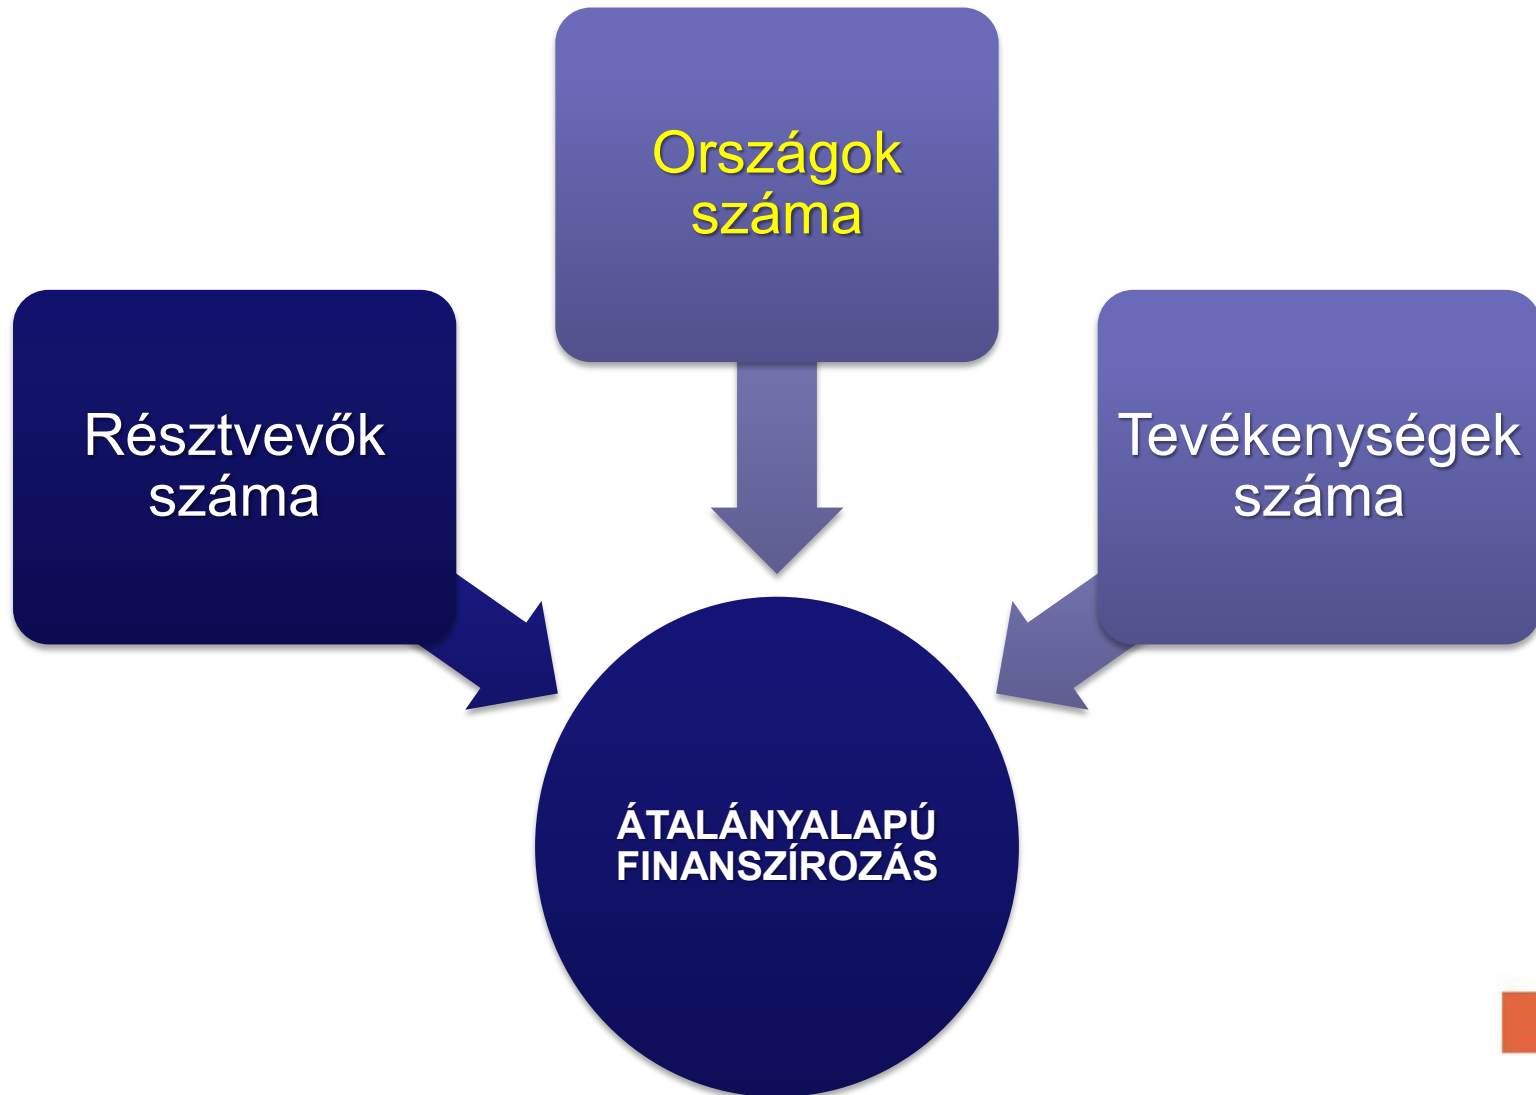 Országok
száma
Résztvevők
száma
Tevékenységek
száma
ÁTALÁNYALAPÚ
FINANSZÍROZÁS